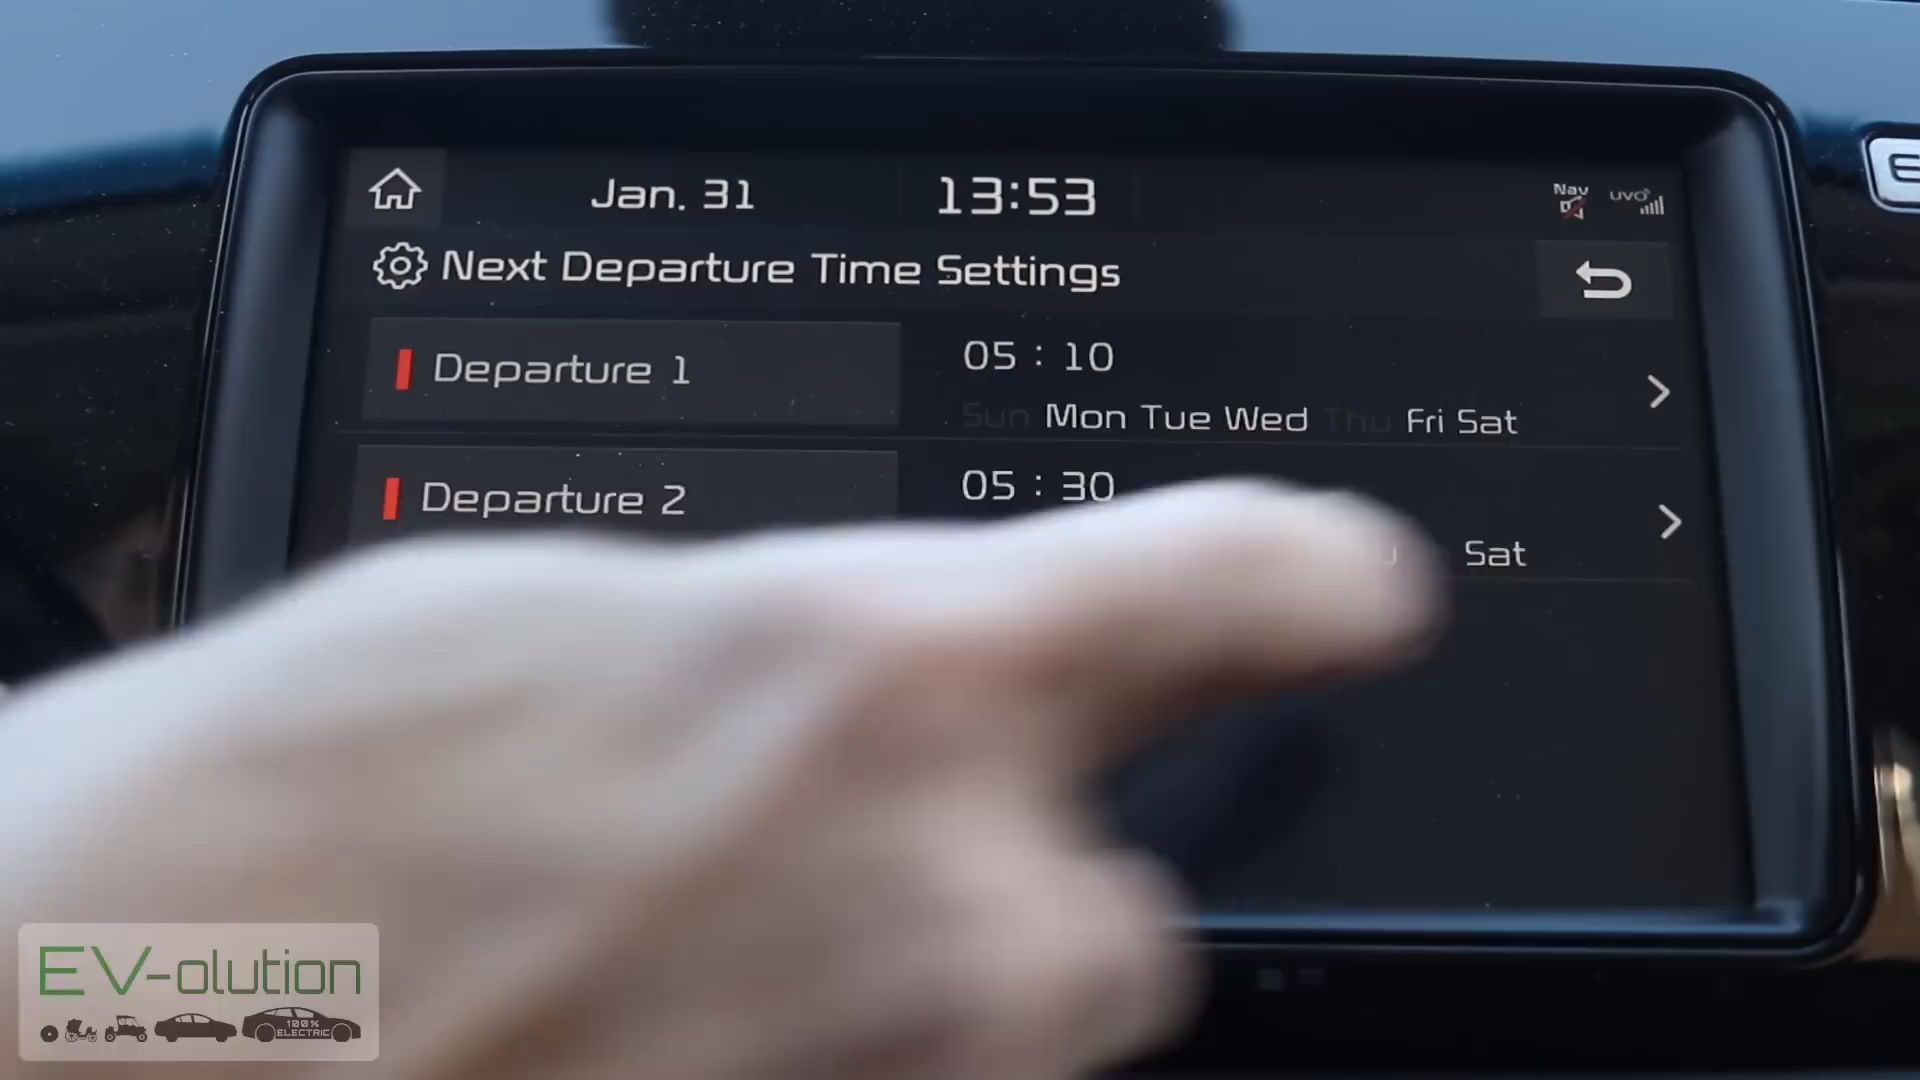 Jan. 31
13:53
Nav
UVO
Next Departure Time Settings
Departure 1
05 : 10
Sun Mon Tue Wed Thu Fri Sat
Departure 2
05 : 30
Sat
EV-olution
100%
ELECTRIC